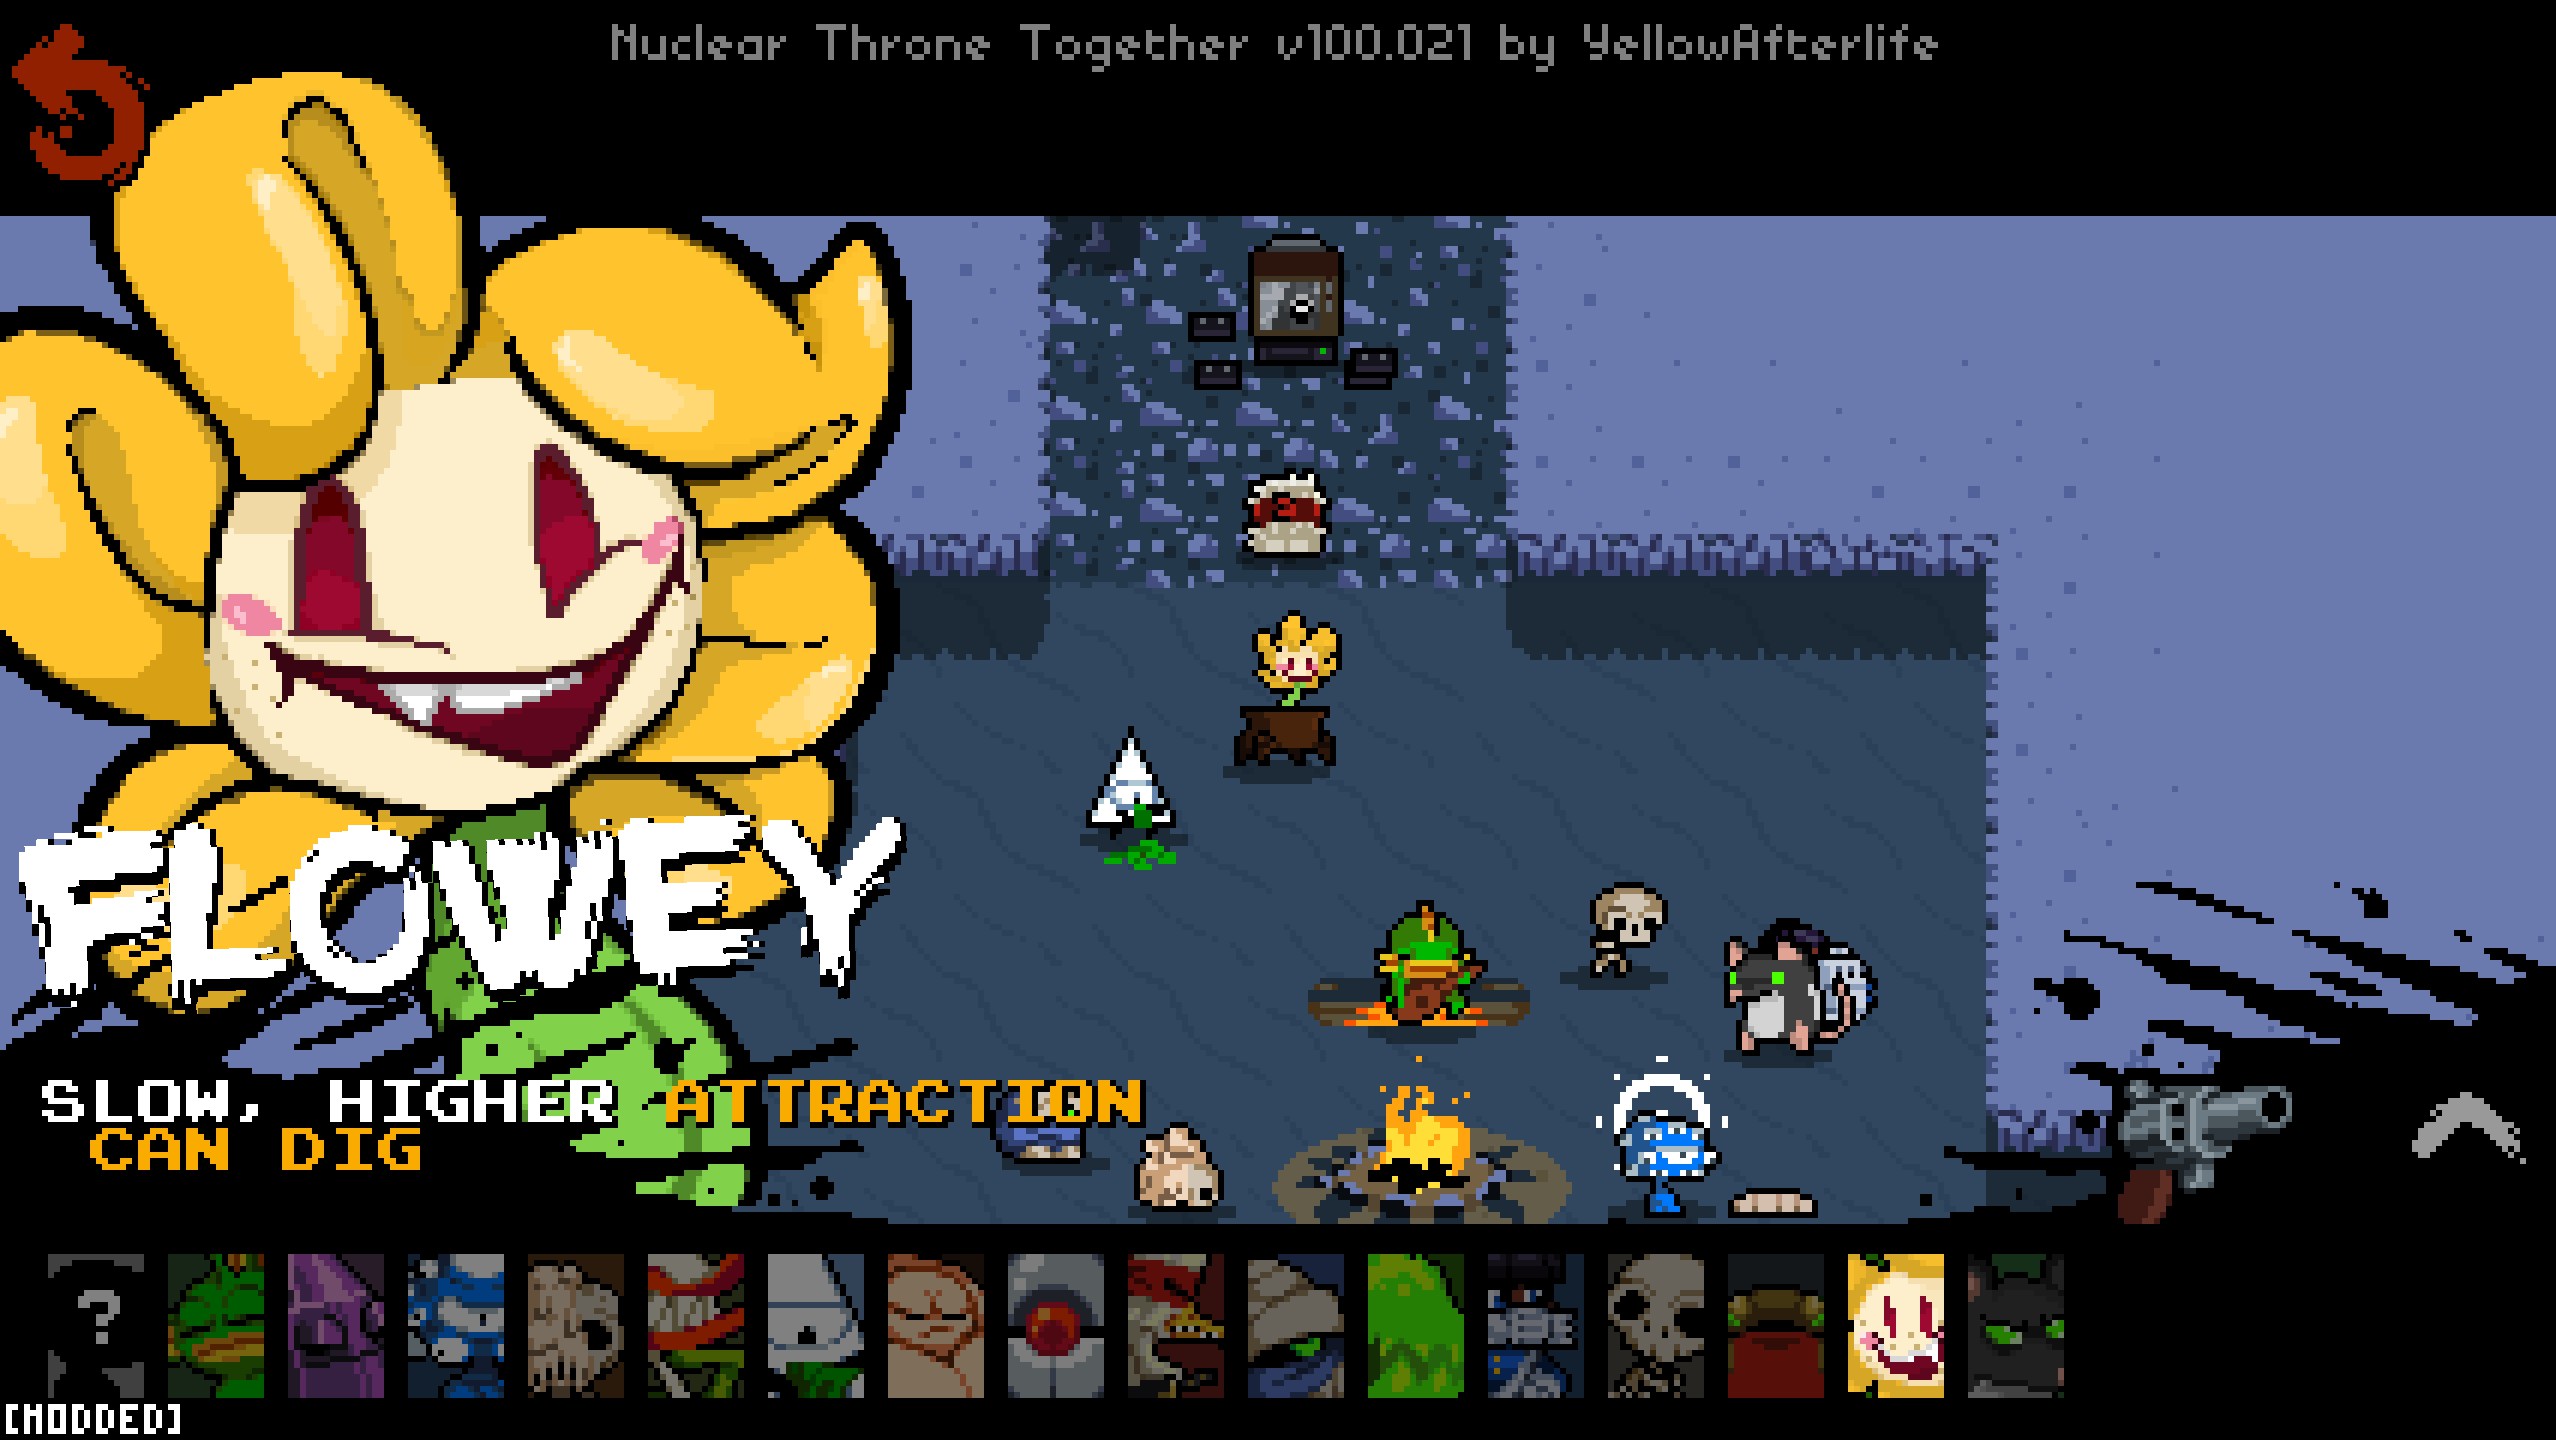 Nuclear Throne Together v100.021 by YellowAfterlife
FLOWEY
SLOW, HIGHER ATTRACTION
CAN DIG
?
[MODDED]